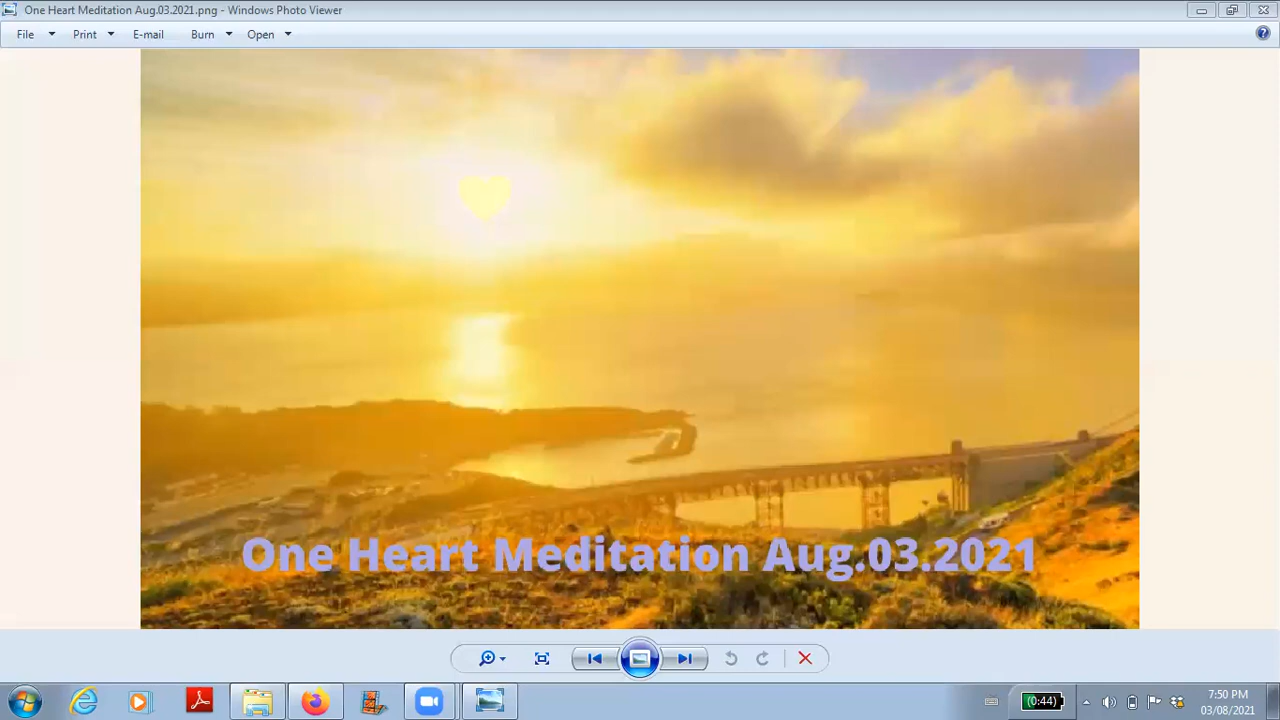 One Heart Meditation Aug.03.2021.png - Windows Photo Viewer
File Print E-mail Burn Open
One Heart Meditation Aug.03.2021
(0:44)
7:50 PM
03/08/2021